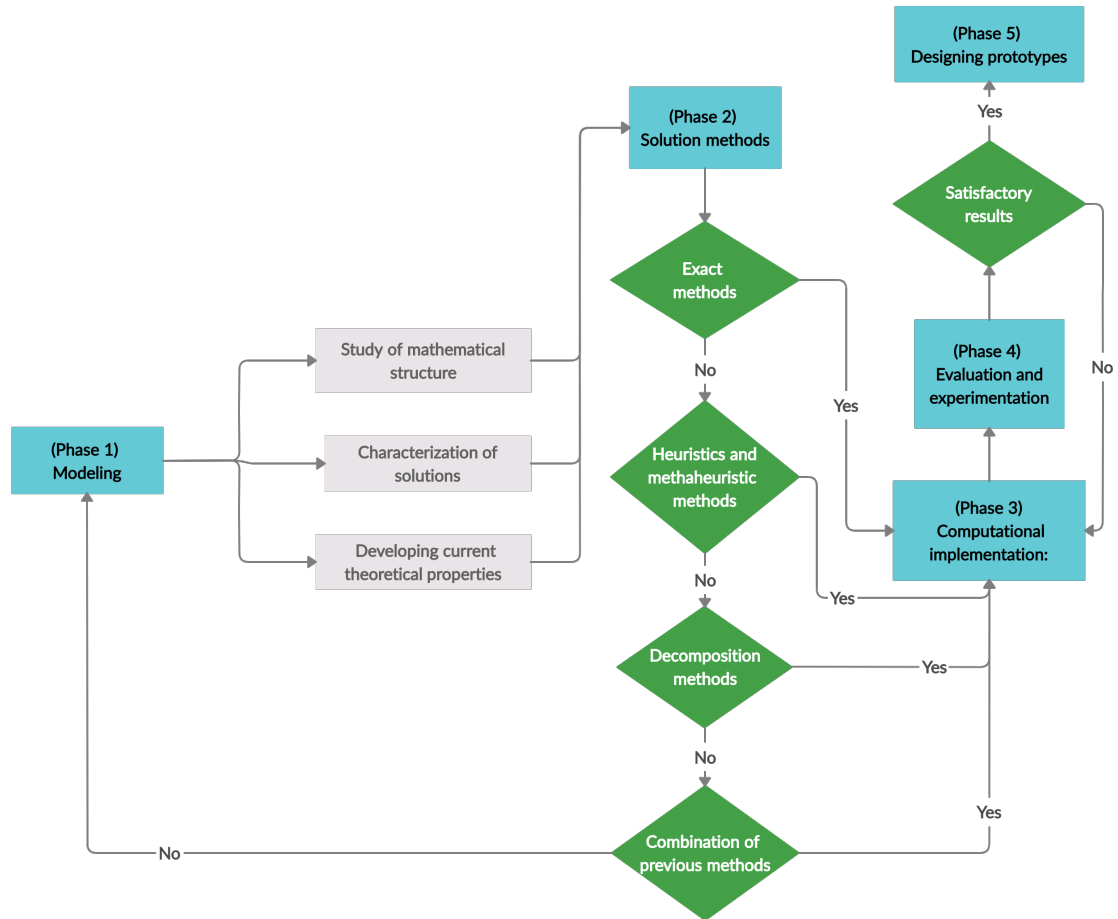 (Phase 1)
Modeling
Study of mathematical
structure
Characterization of
solutions
Developing current
theoretical properties
(Phase 2)
Solution methods
Exact
methods
Yes
No
Heuristics and
methaheuristic
methods
Yes
No
Decomposition
methods
Yes
No
Combination of
previous methods
Yes
No
(Phase 3)
Computational
implementation:
(Phase 4)
Evaluation and
experimentation
Satisfactory
results
No
Yes
(Phase 5)
Designing prototypes